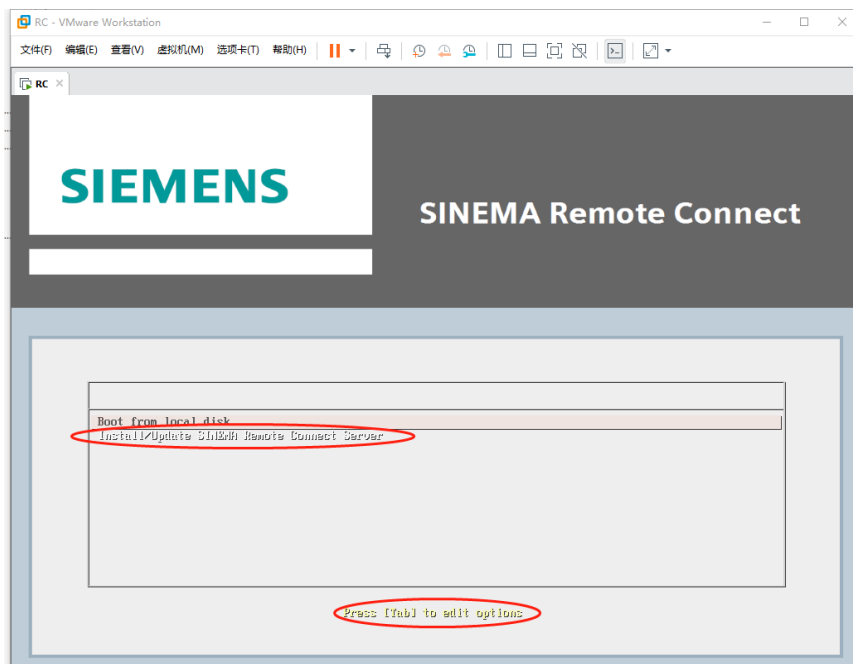 RC - VMware Workstation
文件(F) 编辑(E) 查看(V) 虚拟机(M) 选项卡(T) 帮助(H)
RC
SIEMENS
SINEMA Remote Connect
Boot from local disk
Install/Update SINEMA Remote Connect Server
Press [Tab] to edit options